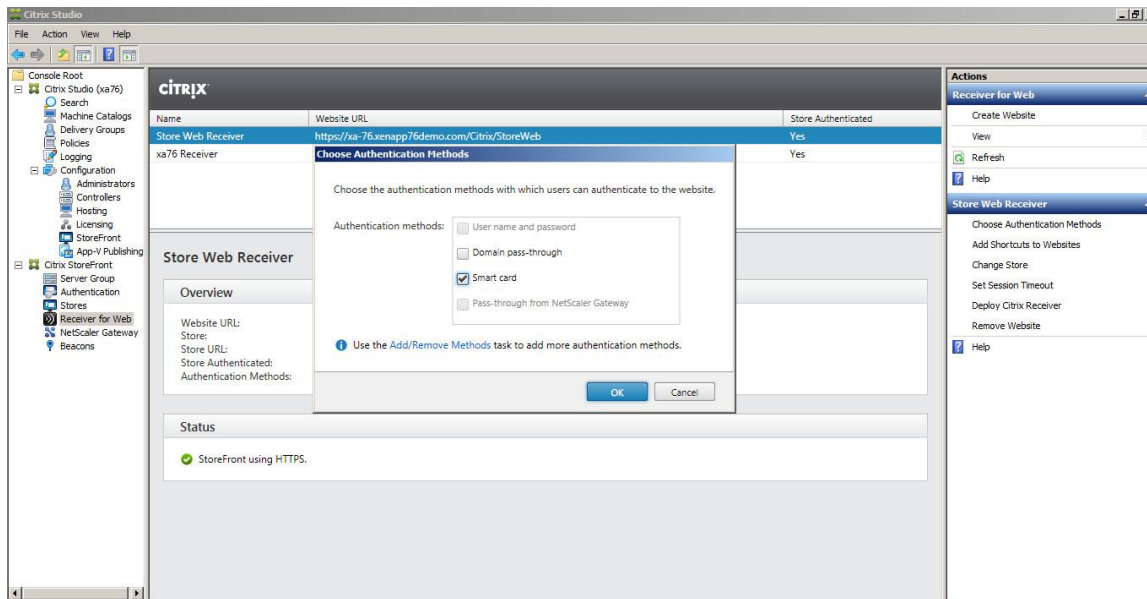 Citrix Studio
File Action View Help
Console Root
Citrix Studio (xa76)
Search
Machine Catalogs
Delivery Groups
Policies
Logging
Configuration
Administrators
Controllers
Hosting
Licensing
StoreFront
App-V Publishing
Citrix StoreFront
Server Group
Authentication
Stores
Receiver for Web
NetScaler Gateway
Beacons
CİTRIX
Name Website URL Store Authenticated
Store Web Receiver https://xa-76.xenapp76demo.com/Citrix/StoreWeb Yes
xa76 Receiver Yes
Choose Authentication Methods
Choose the authentication methods with which users can authenticate to the website.
Authentication methods: User name and password
Domain pass-through
Smart card
Pass-through from NetScaler Gateway
Use the Add/Remove Methods task to add more authentication methods.
OK Cancel
Store Web Receiver
Overview
Website URL:
Store:
Store URL:
Store Authenticated:
Authentication Methods:
Status
StoreFront using HTTPS.
Actions
Receiver for Web
Create Website
View
Refresh
Help
Store Web Receiver
Choose Authentication Methods
Add Shortcuts to Websites
Change Store
Set Session Timeout
Deploy Citrix Receiver
Remove Website
Help